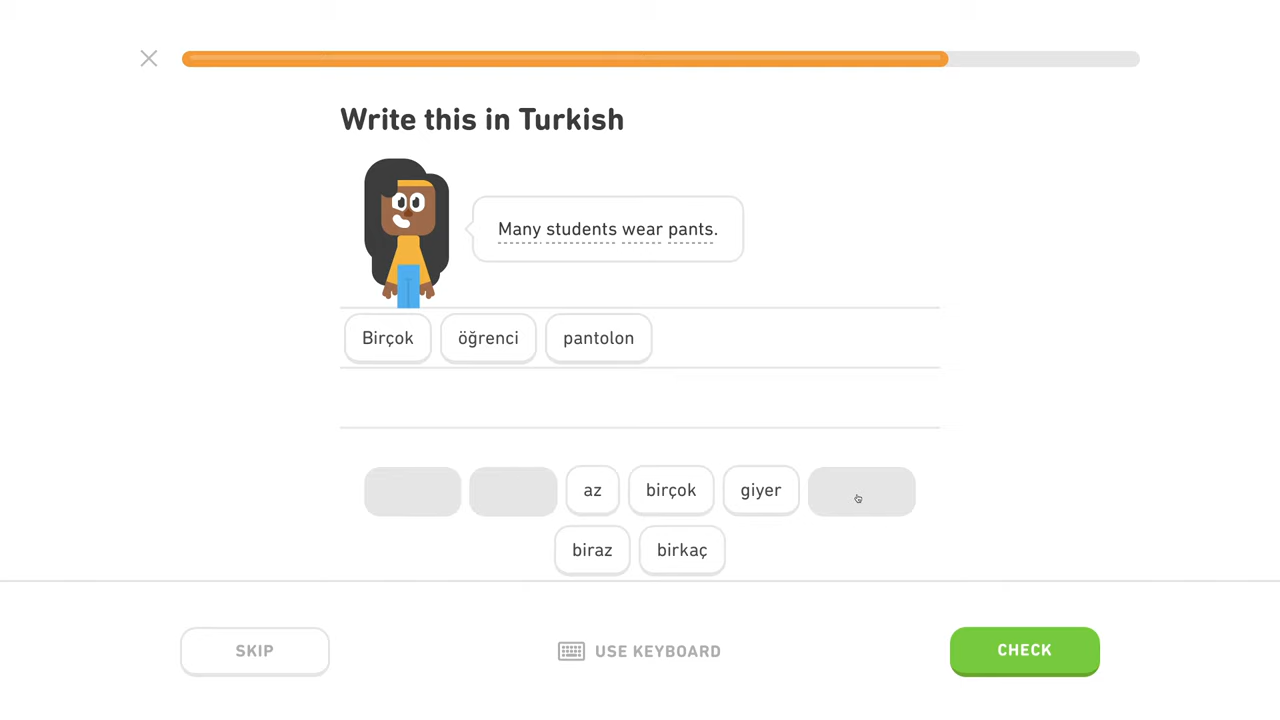 Write this in Turkish
Many students wear pants.
Birçok öğrenci pantolon
az birçok giyer
biraz birkaç
SKIP USE KEYBOARD CHECK